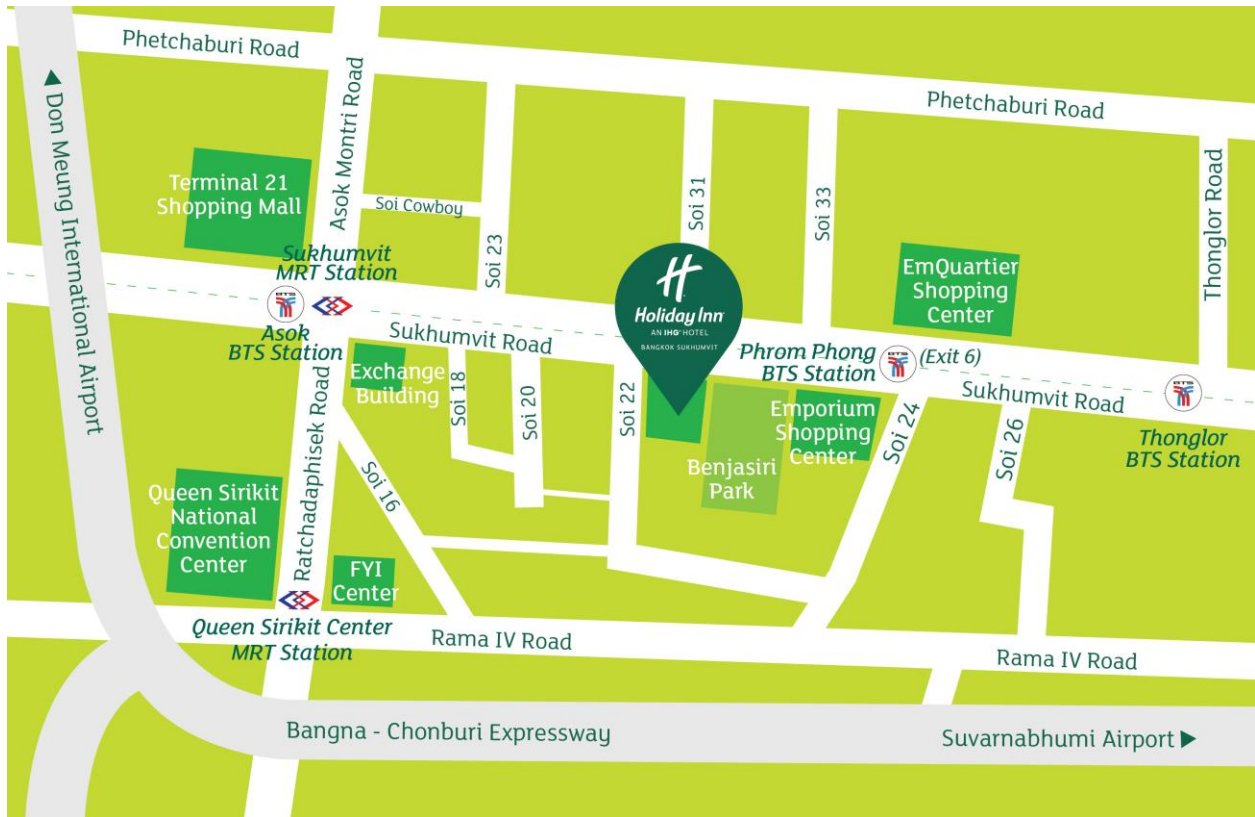 Phetchaburi Road
Phetchaburi Road
Don Meung International Airport
Asok Montri Road
Terminal 21
Shopping Mall
Soi Cowboy
Soi 23
Soi 31
Soi 33
Thonglor Road
Sukhumvit
MRT Station
BTS
Asok
BTS Station
Sukhumvit Road
H
Holiday Inn
AN IHG® HOTEL
BANGKOK SUKHUMVIT
EmQuartier
Shopping
Center
Phrom Phong
BTS Station
BTS
(Exit 6)
Sukhumvit Road
BTS
Thonglor
BTS Station
Exchange
Building
Soi 18
Soi 20
Soi 22
Benjasiri
Park
Emporium
Shopping
Center
Soi 24
Soi 26
Ratchadaphisek Road
Soi 16
Queen Sirikit
National
Convention
Center
FYI
Center
Queen Sirikit Center
MRT Station
Rama IV Road
Rama IV Road
Bangna - Chonburi Expressway
Suvarnabhumi Airport